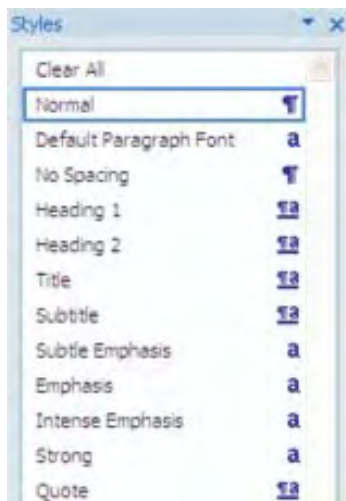 Styles
Clear All
Normal ¶
Default Paragraph Font a
No Spacing ¶
Heading 1 ¶a
Heading 2 ¶a
Title ¶a
Subtitle ¶a
Subtle Emphasis a
Emphasis a
Intense Emphasis a
Strong a
Quote ¶a